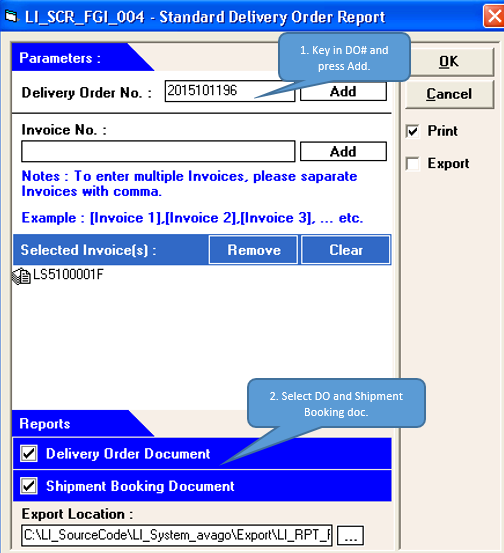 LI_SCR_FGI_004 - Standard Delivery Order Report
Parameters :
1. Key in DO# and
press Add.
OK
Delivery Order No. : 2015101196 Add
Cancel
Invoice No. :
Print
Add
Export
Notes : To enter multiple Invoices, please saparate
Invoices with comma.
Example : [Invoice 1],[Invoice 2],[Invoice 3], ... etc.
Selected Invoice(s) : Remove Clear
LS5100001F
2. Select DO and Shipment
Booking doc.
Reports
Delivery Order Document
Shipment Booking Document
Export Location :
C:\LI_SourceCode\LI_System_avago\Export\LI_RPT_F ...